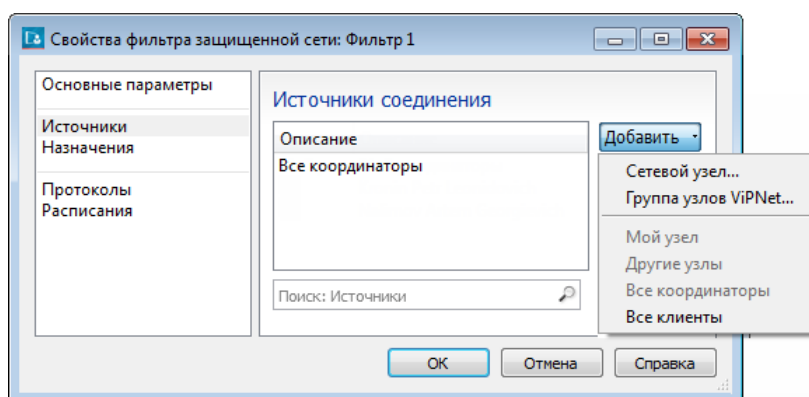 Свойства фильтра защищенной сети: Фильтр 1
Основные параметры
Источники
Назначения
Протоколы
Расписания
Источники соединения
Описание
Все координаторы
Поиск: Источники
Добавить
Сетевой узел...
Группа узлов ViPNet...
Мой узел
Другие узлы
Все координаторы
Все клиенты
ОК
Отмена
Справка